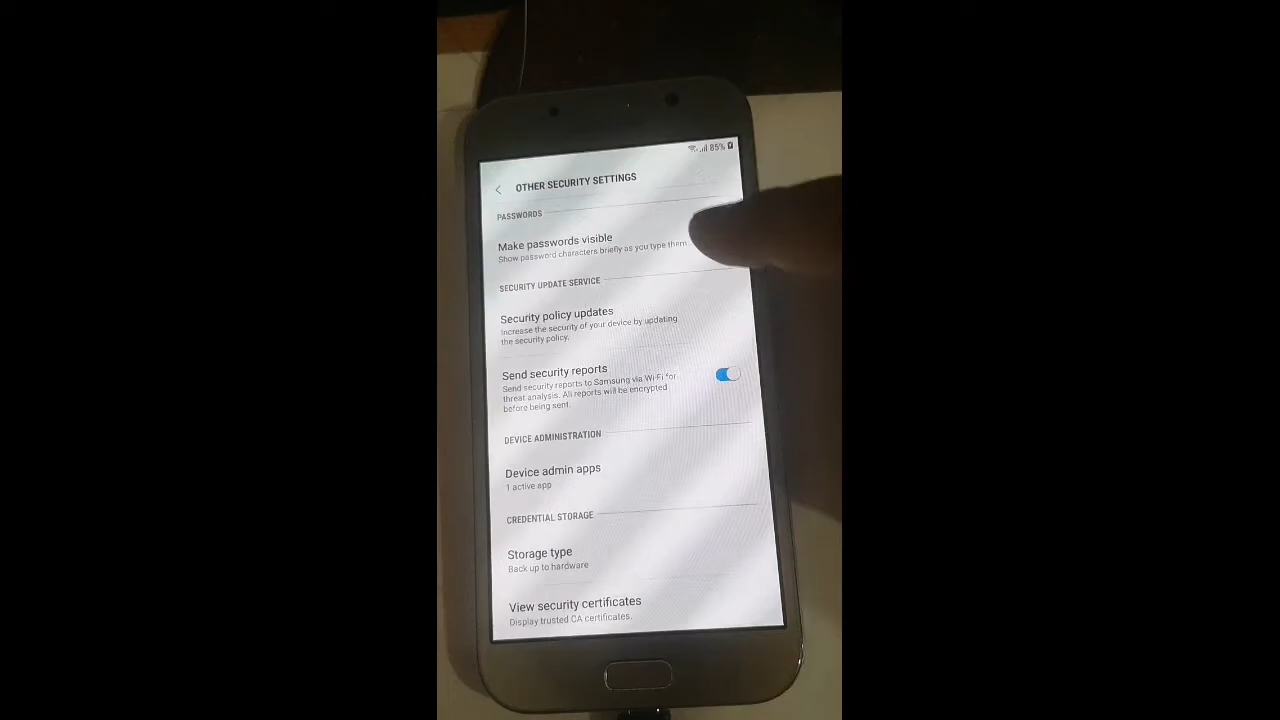 85%
OTHER SECURITY SETTINGS
PASSWORDS
Make passwords visible
Show password characters briefly as you type them
SECURITY UPDATE SERVICE
Security policy updates
Increase the security of your device by updating
the security policy.
Send security reports
Send security reports to Samsung via Wi-Fi for
threat analysis. All reports will be encrypted
before being sent.
DEVICE ADMINISTRATION
Device admin apps
1 active app
CREDENTIAL STORAGE
Storage type
Back up to hardware
View security certificates
Display trusted CA certificates.